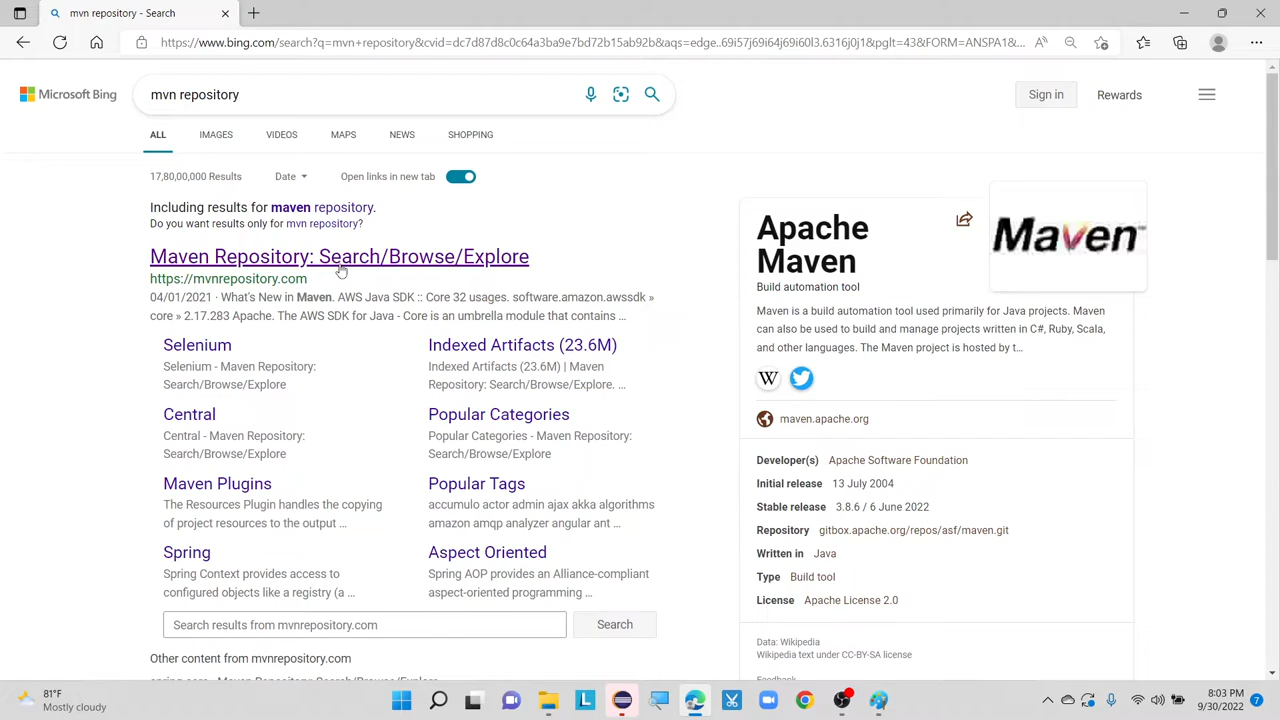 mvn repository - Search
https://www.bing.com/search?q=mvn+repository&cvid=dc7d87d8c0c64a3ba9e7bd72b15ab92b&aqs=edge..69i57j69i64j69i60l3.6316j0j1&pglt=43&FORM=ANSPA1&...
Microsoft Bing
mvn repository
Sign in
Rewards
ALL IMAGES VIDEOS MAPS NEWS SHOPPING
17,80,00,000 Results Date Open links in new tab
Including results for maven repository.
Do you want results only for mvn repository?
Maven Repository: Search/Browse/Explore
https://mvnrepository.com
04/01/2021 · What's New in Maven. AWS Java SDK :: Core 32 usages. software.amazon.awssdk »
core » 2.17.283 Apache. The AWS SDK for Java - Core is an umbrella module that contains ...
Selenium
Selenium - Maven Repository:
Search/Browse/Explore
Indexed Artifacts (23.6M)
Indexed Artifacts (23.6M) | Maven
Repository: Search/Browse/Explore. ...
Central
Central - Maven Repository:
Search/Browse/Explore
Popular Categories
Popular Categories - Maven Repository:
Search/Browse/Explore
Maven Plugins
The Resources Plugin handles the copying
of project resources to the output ...
Popular Tags
accumulo actor admin ajax akka algorithms
amazon amqp analyzer angular ant ...
Spring
Spring Context provides access to
configured objects like a registry (a ...
Aspect Oriented
Spring AOP provides an Alliance-compliant
aspect-oriented programming ...
Search results from mvnrepository.com
Search
Other content from mvnrepository.com
spring-core - Maven Repository: Search/Browse/Explore
Apache
Maven
Maven
Build automation tool
Maven is a build automation tool used primarily for Java projects. Maven
can also be used to build and manage projects written in C#, Ruby, Scala,
and other languages. The Maven project is hosted by t...
W
maven.apache.org
Developer(s) Apache Software Foundation
Initial release 13 July 2004
Stable release 3.8.6 / 6 June 2022
Repository gitbox.apache.org/repos/asf/maven.git
Written in Java
Type Build tool
License Apache License 2.0
Data: Wikipedia
Wikipedia text under CC-BY-SA license
Feedback
81°F
Mostly cloudy
L
8:03 PM
9/30/2022
7